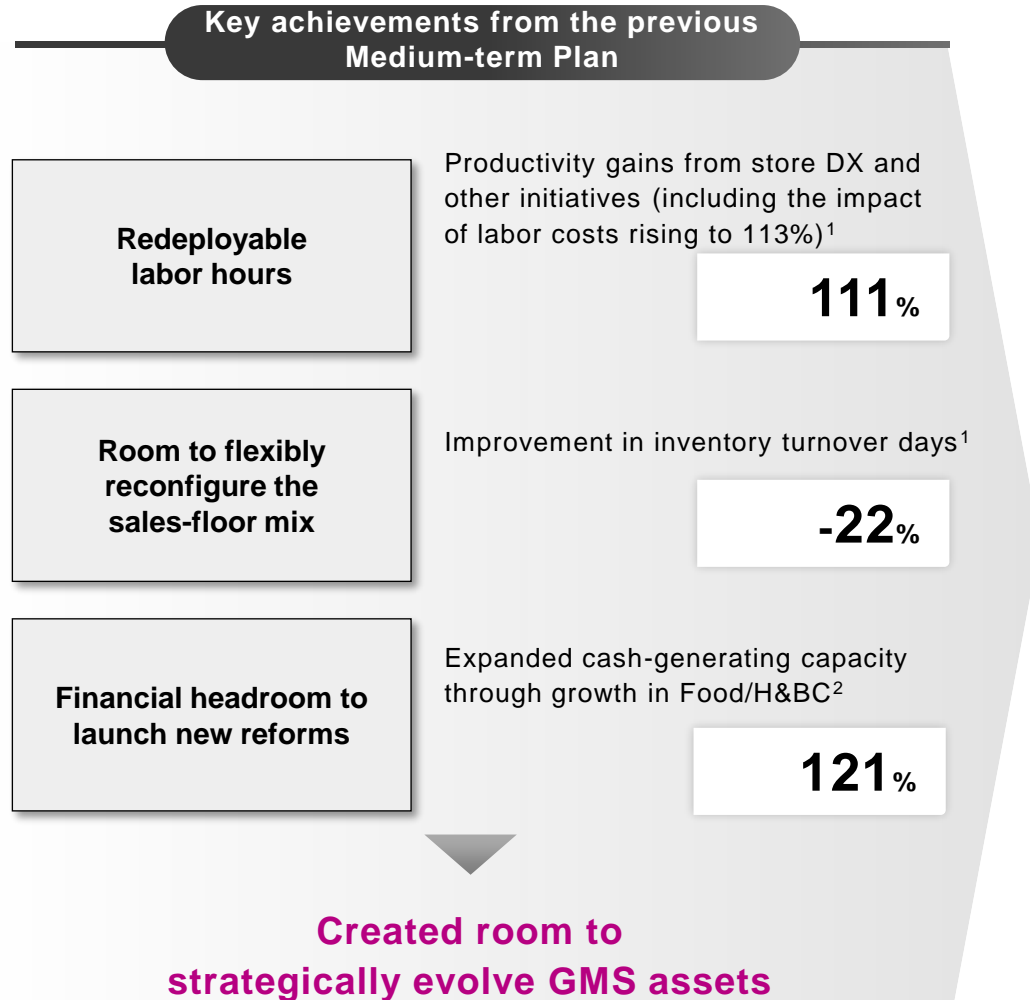 Key achievements from the previous
Medium-term Plan
Redeployable
labor hours
Productivity gains from store DX and
other initiatives (including the impact
of labor costs rising to 113%)¹
111%
Room to flexibly
reconfigure the
sales-floor mix
Improvement in inventory turnover days¹
-22%
Financial headroom to
launch new reforms
Expanded cash-generating capacity
through growth in Food/H&BC²
121%
Created room to
strategically evolve GMS assets